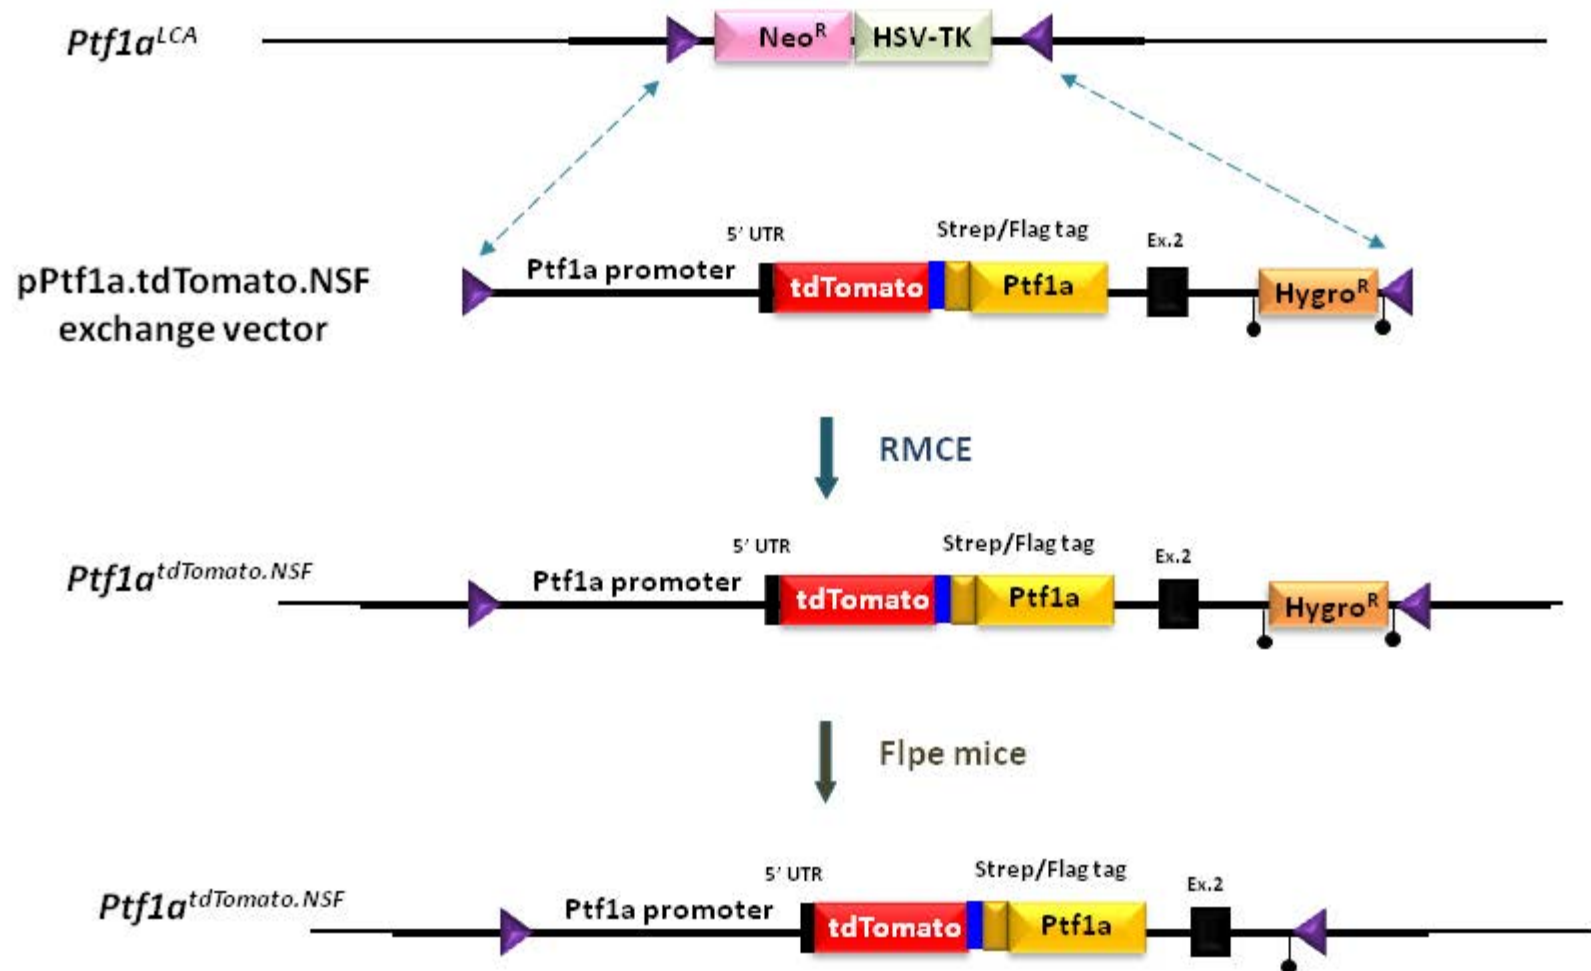 Ptf1a^LCA
Neo^R
HSV-TK
5' UTR
Strep/Flag tag
Ex.2
pPtf1a.tdTomato.NSF
exchange vector
Ptf1a promoter
tdTomato
Ptf1a
Hygro^R
RMCE
5' UTR
Strep/Flag tag
Ex.2
Ptf1a^tdTomato.NSF
Ptf1a promoter
tdTomato
Ptf1a
Hygro^R
Flpe mice
5' UTR
Strep/Flag tag
Ex.2
Ptf1a^tdTomato.NSF
Ptf1a promoter
tdTomato
Ptf1a